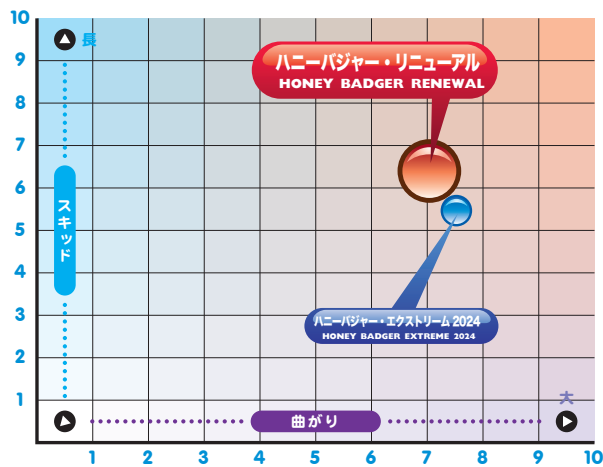 10
9
8
7
6
5
4
3
2
1
長
スキッド
ハニーバジャー・リニューアル
HONEY BADGER RENEWAL
ハニーバジャー・エクストリーム 2024
HONEY BADGER EXTREME 2024
大
曲がり
1 2 3 4 5 6 7 8 9 10